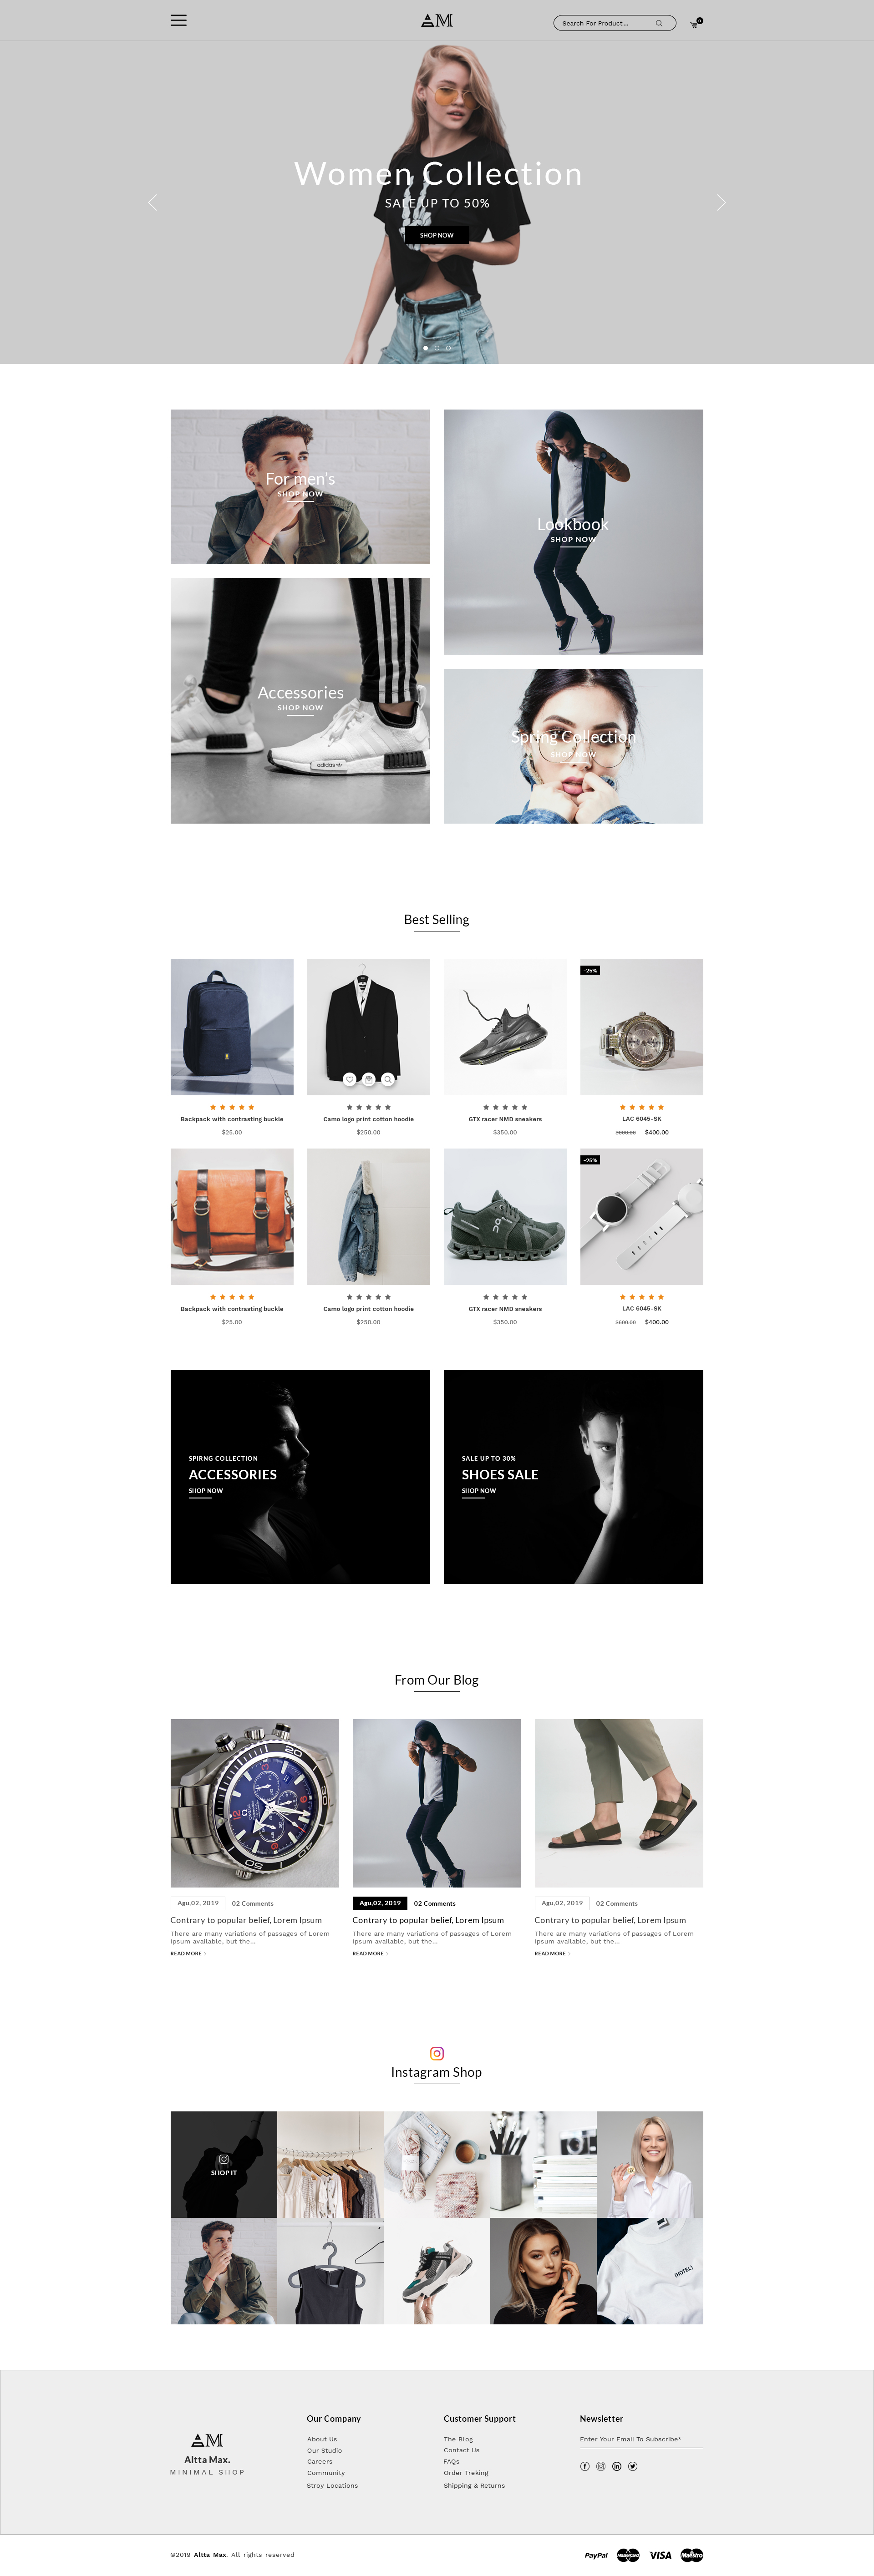 AM
Search For Product...
0
Women Collection
SALE UP TO 50%
SHOP NOW
For men's
SHOP NOW
Lookbook
SHOP NOW
Accessories
SHOP NOW
adidas
Spring Collection
SHOP NOW
Best Selling
-25%
Backpack with contrasting buckle
Camo logo print cotton hoodie
GTX racer NMD sneakers
LAC 6045-SK
$25.00
$250.00
$350.00
$600.00 $400.00
-25%
Backpack with contrasting buckle
Camo logo print cotton hoodie
GTX racer NMD sneakers
LAC 6045-SK
$25.00
$250.00
$350.00
$600.00 $400.00
SPIRNG COLLECTION
ACCESSORIES
SHOP NOW
SALE UP TO 30%
SHOES SALE
SHOP NOW
From Our Blog
Agu,02, 2019 02 Comments
Contrary to popular belief, Lorem Ipsum
There are many variations of passages of Lorem
Ipsum available, but the...
READ MORE
Agu,02, 2019 02 Comments
Contrary to popular belief, Lorem Ipsum
There are many variations of passages of Lorem
Ipsum available, but the...
READ MORE
Agu,02, 2019 02 Comments
Contrary to popular belief, Lorem Ipsum
There are many variations of passages of Lorem
Ipsum available, but the...
READ MORE
Instagram Shop
SHOP IT
(HOTEL)
AM
Altta Max.
MINIMAL SHOP
Our Company
About Us
Our Studio
Careers
Community
Stroy Locations
Customer Support
The Blog
Contact Us
FAQs
Order Treking
Shipping & Returns
Newsletter
Enter Your Email To Subscribe*
©2019 Altta Max. All rights reserved
PayPal
MasterCard
VISA
Maestro